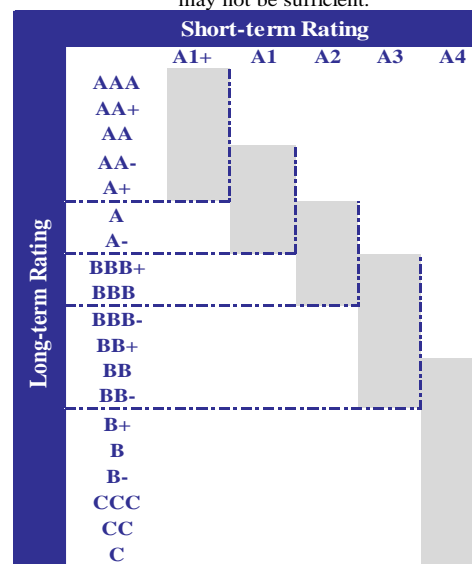 may not be sufficient.
Short-term Rating
A1+ A1 A2 A3 A4
Long-term Rating
AAA
AA+
AA
AA-
A+
A
A-
BBB+
BBB
BBB-
BB+
BB
BB-
B+
B
B-
CCC
CC
C